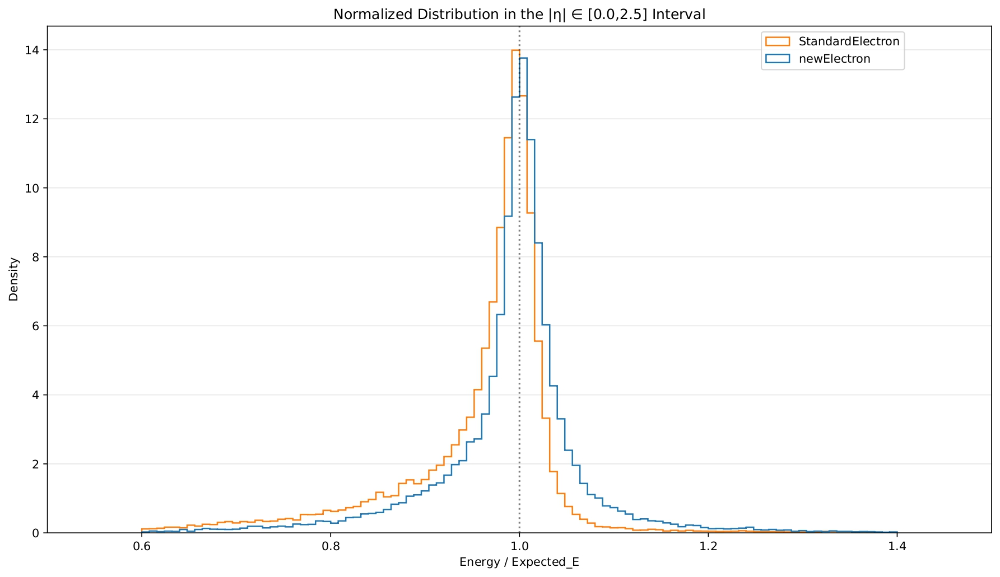 Normalized Distribution in the |η| ∈ [0.0,2.5] Interval
StandardElectron
newElectron
14
12
10
8
6
4
2
0
Density
0.6
0.8
1.0
1.2
1.4
Energy / Expected_E